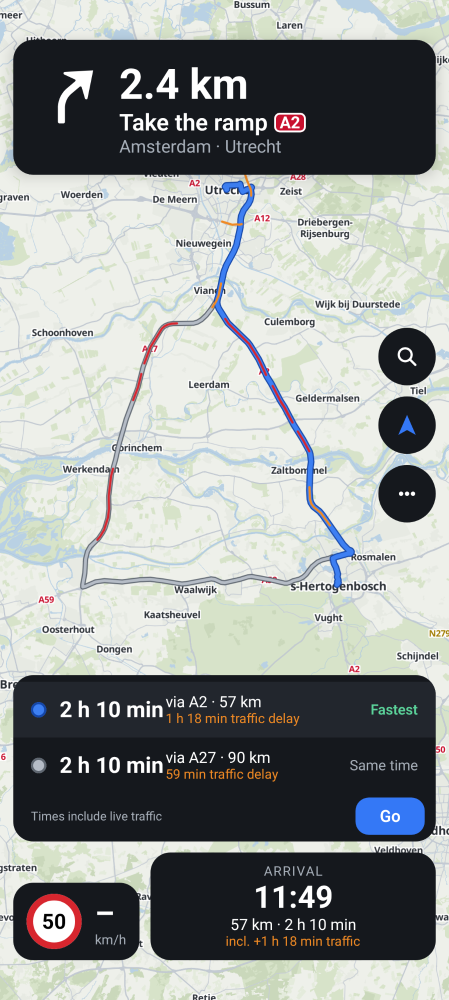 Bussum
meer
Laren
2.4 km
Take the ramp A2
Amsterdam · Utrecht
A2
A28
Woerden
De Meern
Zeist
A12
Driebergen-
Rijsenburg
Nieuwegein
Vianen
Wijk bij Duurstede
Culemborg
Schoonhoven
Leerdam
Tiel
Geldermalsen
Gorinchem
Werkendam
Zaltbommel
Rosmalen
s-Hertogenbosch
Waalwijk
A59
Kaatsheuvel
Vught
Oosterhout
N279
Dongen
Schijndel
A2
2 h 10 min
via A2 · 57 km
1 h 18 min traffic delay
Fastest
2 h 10 min
via A27 · 90 km
59 min traffic delay
Same time
Times include live traffic
Go
50
6
Veldhoven
ARRIVAL
11:49
57 km · 2 h 10 min
incl. +1 h 18 min traffic
50
–
km/h